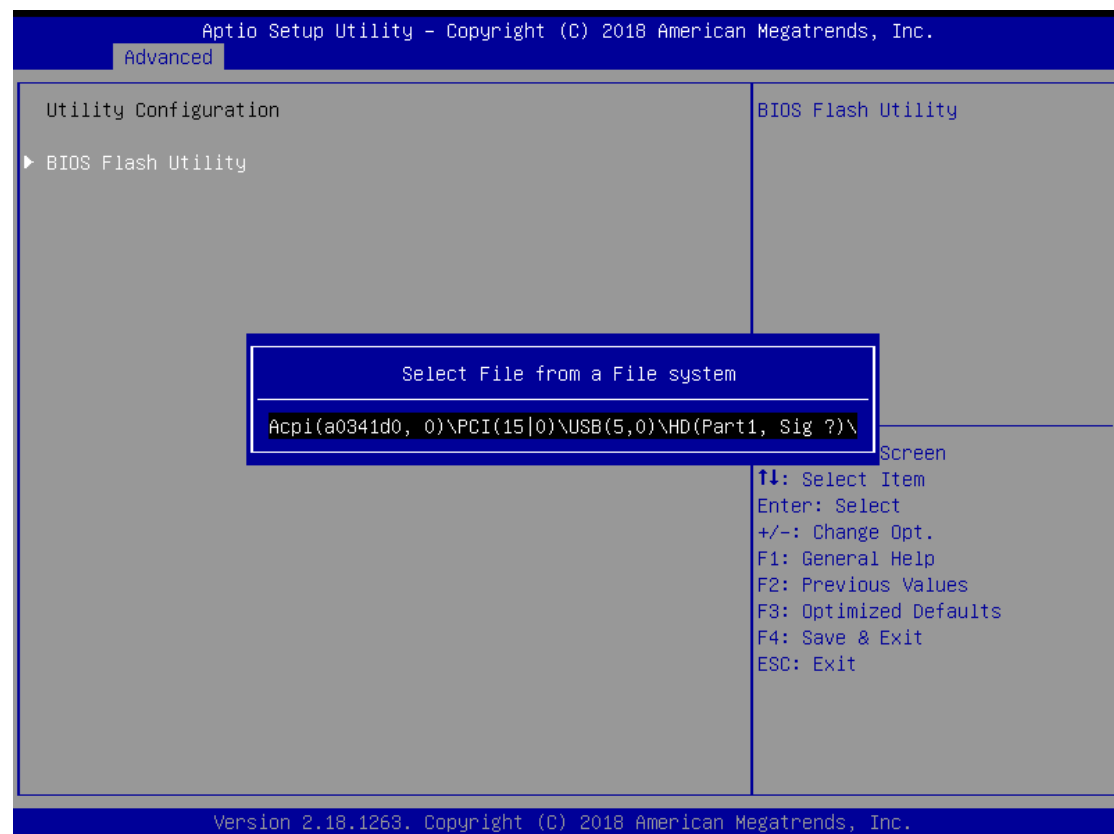 Aptio Setup Utility – Copyright (C) 2018 American Megatrends, Inc.
Advanced
Utility Configuration
BIOS Flash Utility
► BIOS Flash Utility
Select File from a File system
Acpi(a0341d0, 0)\PCI(15|0)\USB(5,0)\HD(Part1, Sig ?)\
Screen
↑↓: Select Item
Enter: Select
+/-: Change Opt.
F1: General Help
F2: Previous Values
F3: Optimized Defaults
F4: Save & Exit
ESC: Exit
Version 2.18.1263. Copyright (C) 2018 American Megatrends, Inc.